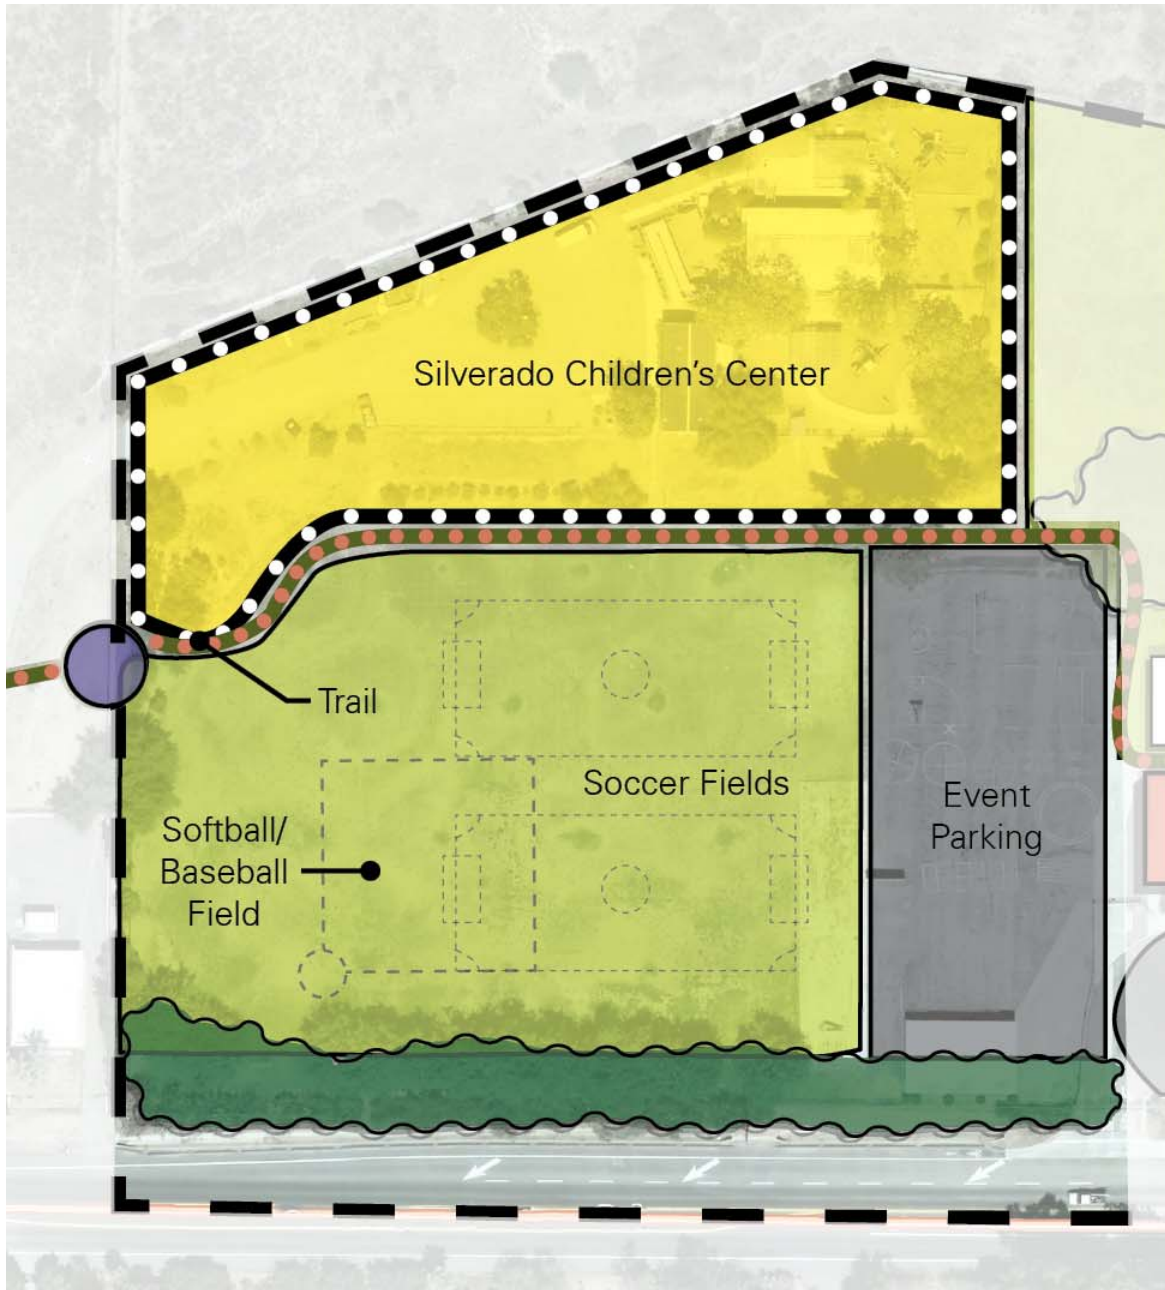 Silverado Children's Center
Trail
Soccer Fields
Softball/
Baseball
Field
Event
Parking